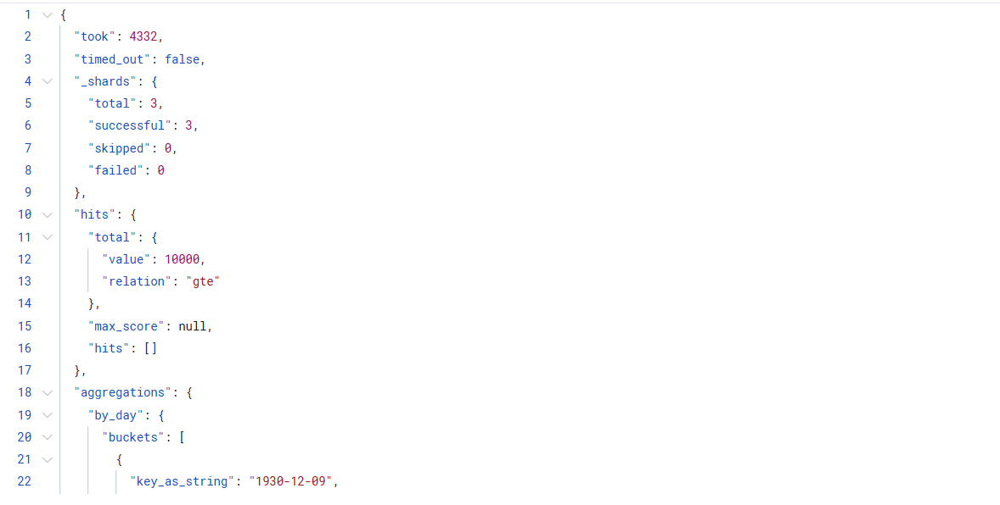 1 {
2 "took": 4332,
3 "timed_out": false,
4 "_shards": {
5 "total": 3,
6 "successful": 3,
7 "skipped": 0,
8 "failed": 0
9 },
10 "hits": {
11 "total": {
12 "value": 10000,
13 "relation": "gte"
14 },
15 "max_score": null,
16 "hits": []
17 },
18 "aggregations": {
19 "by_day": {
20 "buckets": [
21 {
22 "key_as_string": "1930-12-09",